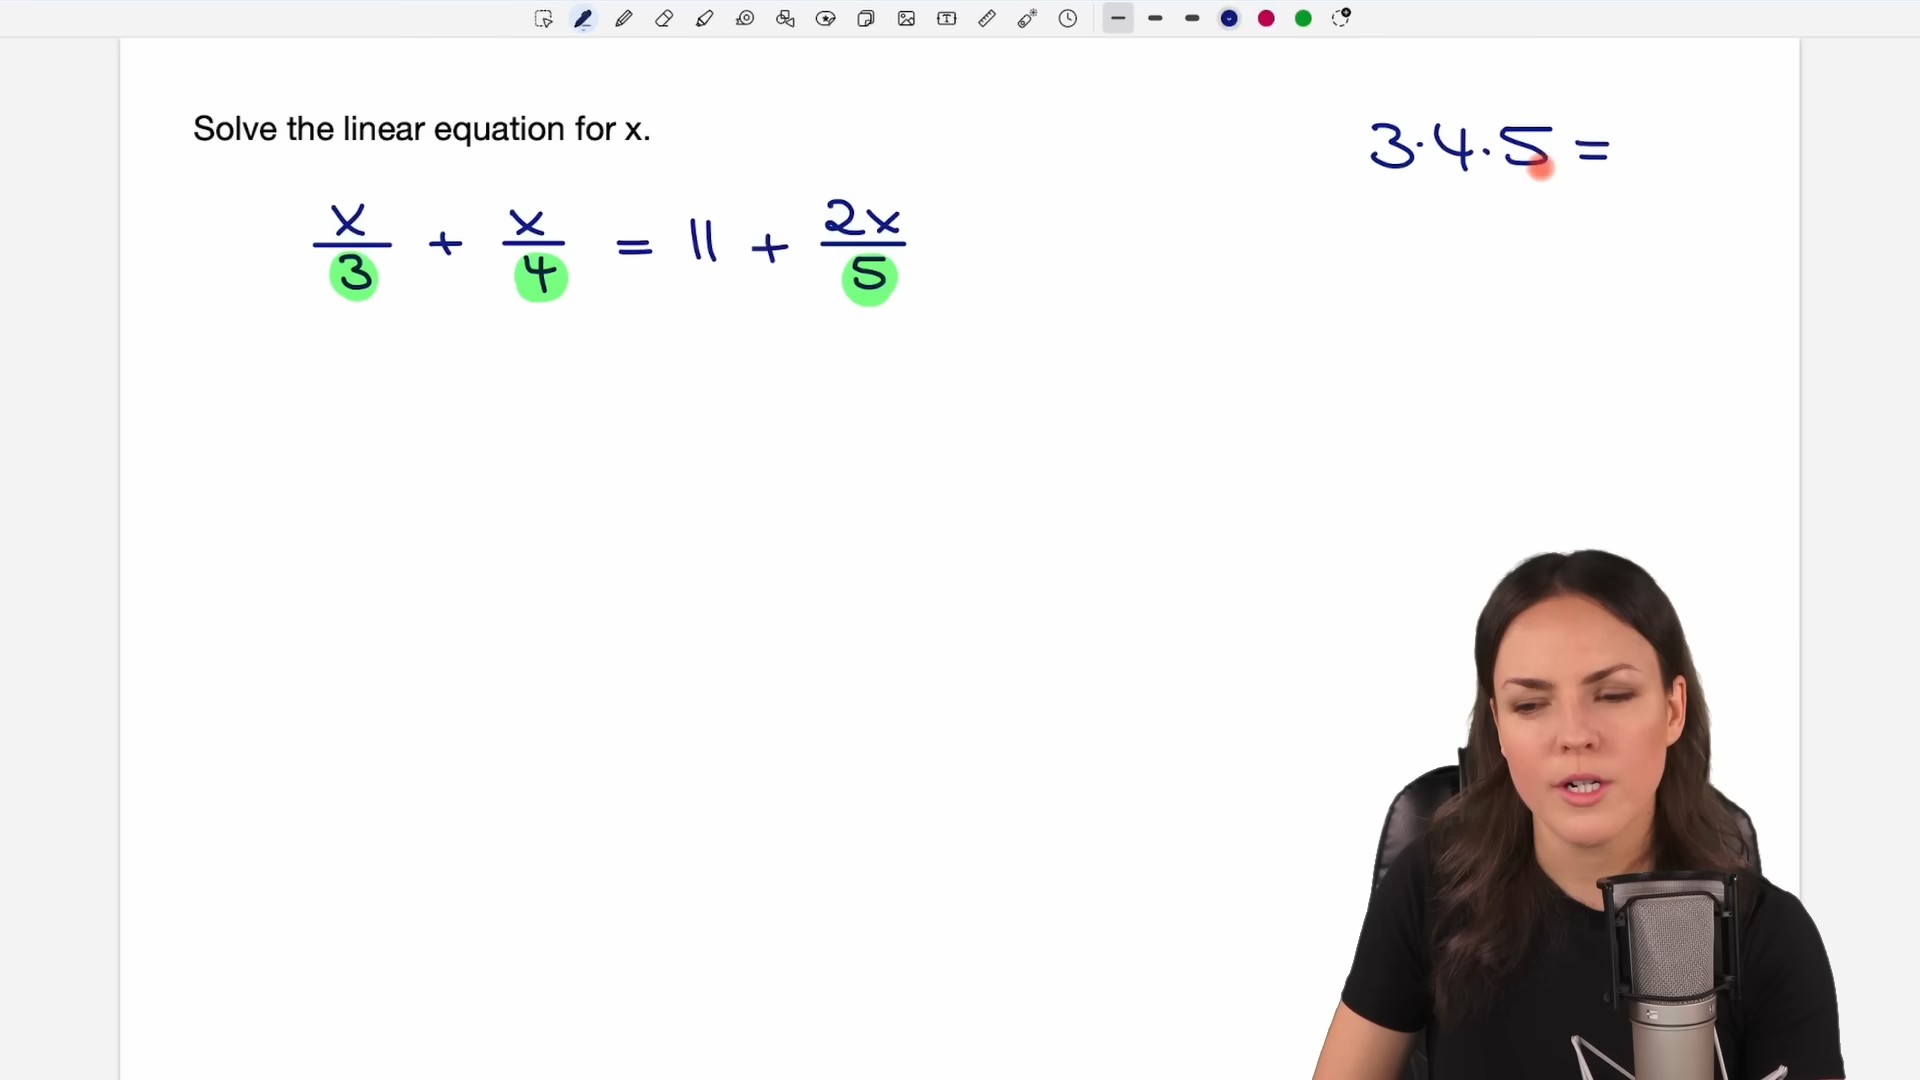 Solve the linear equation for x.
3·4·5 =
x/3 + x/4 = 11 + 2x/5